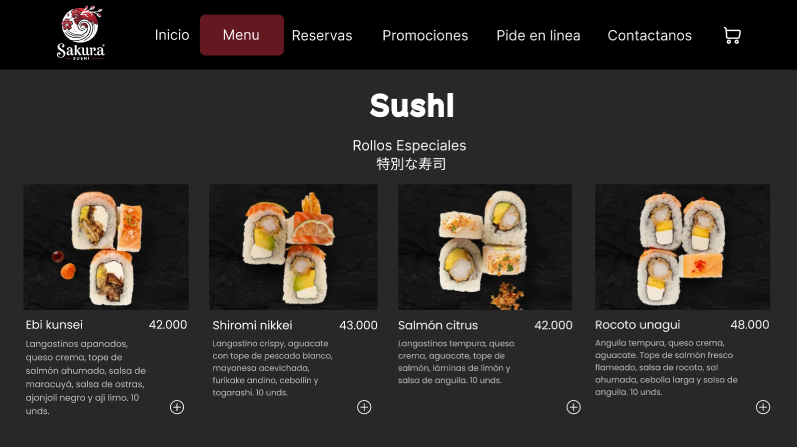 Sakura
SUSHI
Inicio
Menu
Reservas
Promociones
Pide en linea
Contactanos
SushI
Rollos Especiales
特別な寿司
Ebi kunsei 42.000
Langostinos apanados,
queso crema, tope de
salmón ahumado, salsa de
maracuyá, salsa de ostras,
ajonjolí negro y ají limo. 10
unds.
Shiromi nikkei 43.000
Langostino crispy, aguacate
con tope de pescado blanco,
mayonesa acevichada,
furikake andino, cebollín y
togarashi. 10 unds.
Salmón citrus 42.000
Langostinos tempura, queso
crema, aguacate, tope de
salmón, láminas de limón y
salsa de anguila. 10 unds.
Rocoto unagui 48.000
Anguila tempura, queso crema,
aguacate. Tope de salmón fresco
flameado, salsa de rocoto, sal
ahumada, cebolla larga y salsa de
anguila. 10 unds.